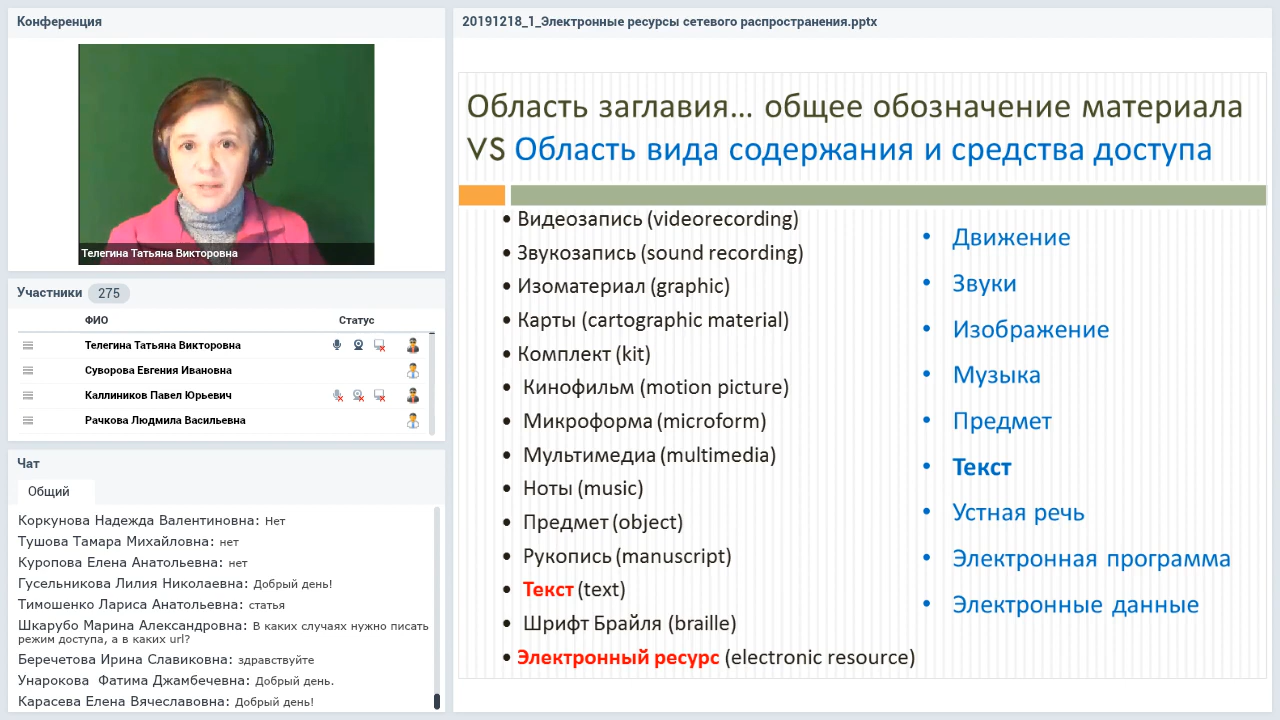 Конференция
Телегина Татьяна Викторовна
Участники 275
ФИО Статус
Телегина Татьяна Викторовна
Суворова Евгения Ивановна
Каллиников Павел Юрьевич
Рачкова Людмила Васильевна
Чат
Общий
Коркунова Надежда Валентиновна: Нет
Тушова Тамара Михайловна: нет
Куропова Елена Анатольевна: нет
Гусельникова Лилия Николаевна: Добрый день!
Тимошенко Лариса Анатольевна: статья
Шкарубо Марина Александровна: В каких случаях нужно писать
режим доступа, а в каких url?
Беречетова Ирина Славиковна: здравствуйте
Унарокова Фатима Джамбечевна: Добрый день.
Карасева Елена Вячеславовна: Добрый день!
20191218_1_Электронные ресурсы сетевого распространения.pptx
Область заглавия... общее обозначение материала
VS Область вида содержания и средства доступа
• Видеозапись (videorecording)
• Звукозапись (sound recording)
• Изоматериал (graphic)
• Карты (cartographic material)
• Комплект (kit)
• Кинофильм (motion picture)
• Микроформа (microform)
• Мультимедиа (multimedia)
• Ноты (music)
• Предмет (object)
• Рукопись (manuscript)
• Текст (text)
• Шрифт Брайля (braille)
• Электронный ресурс (electronic resource)
• Движение
• Звуки
• Изображение
• Музыка
• Предмет
• Текст
• Устная речь
• Электронная программа
• Электронные данные